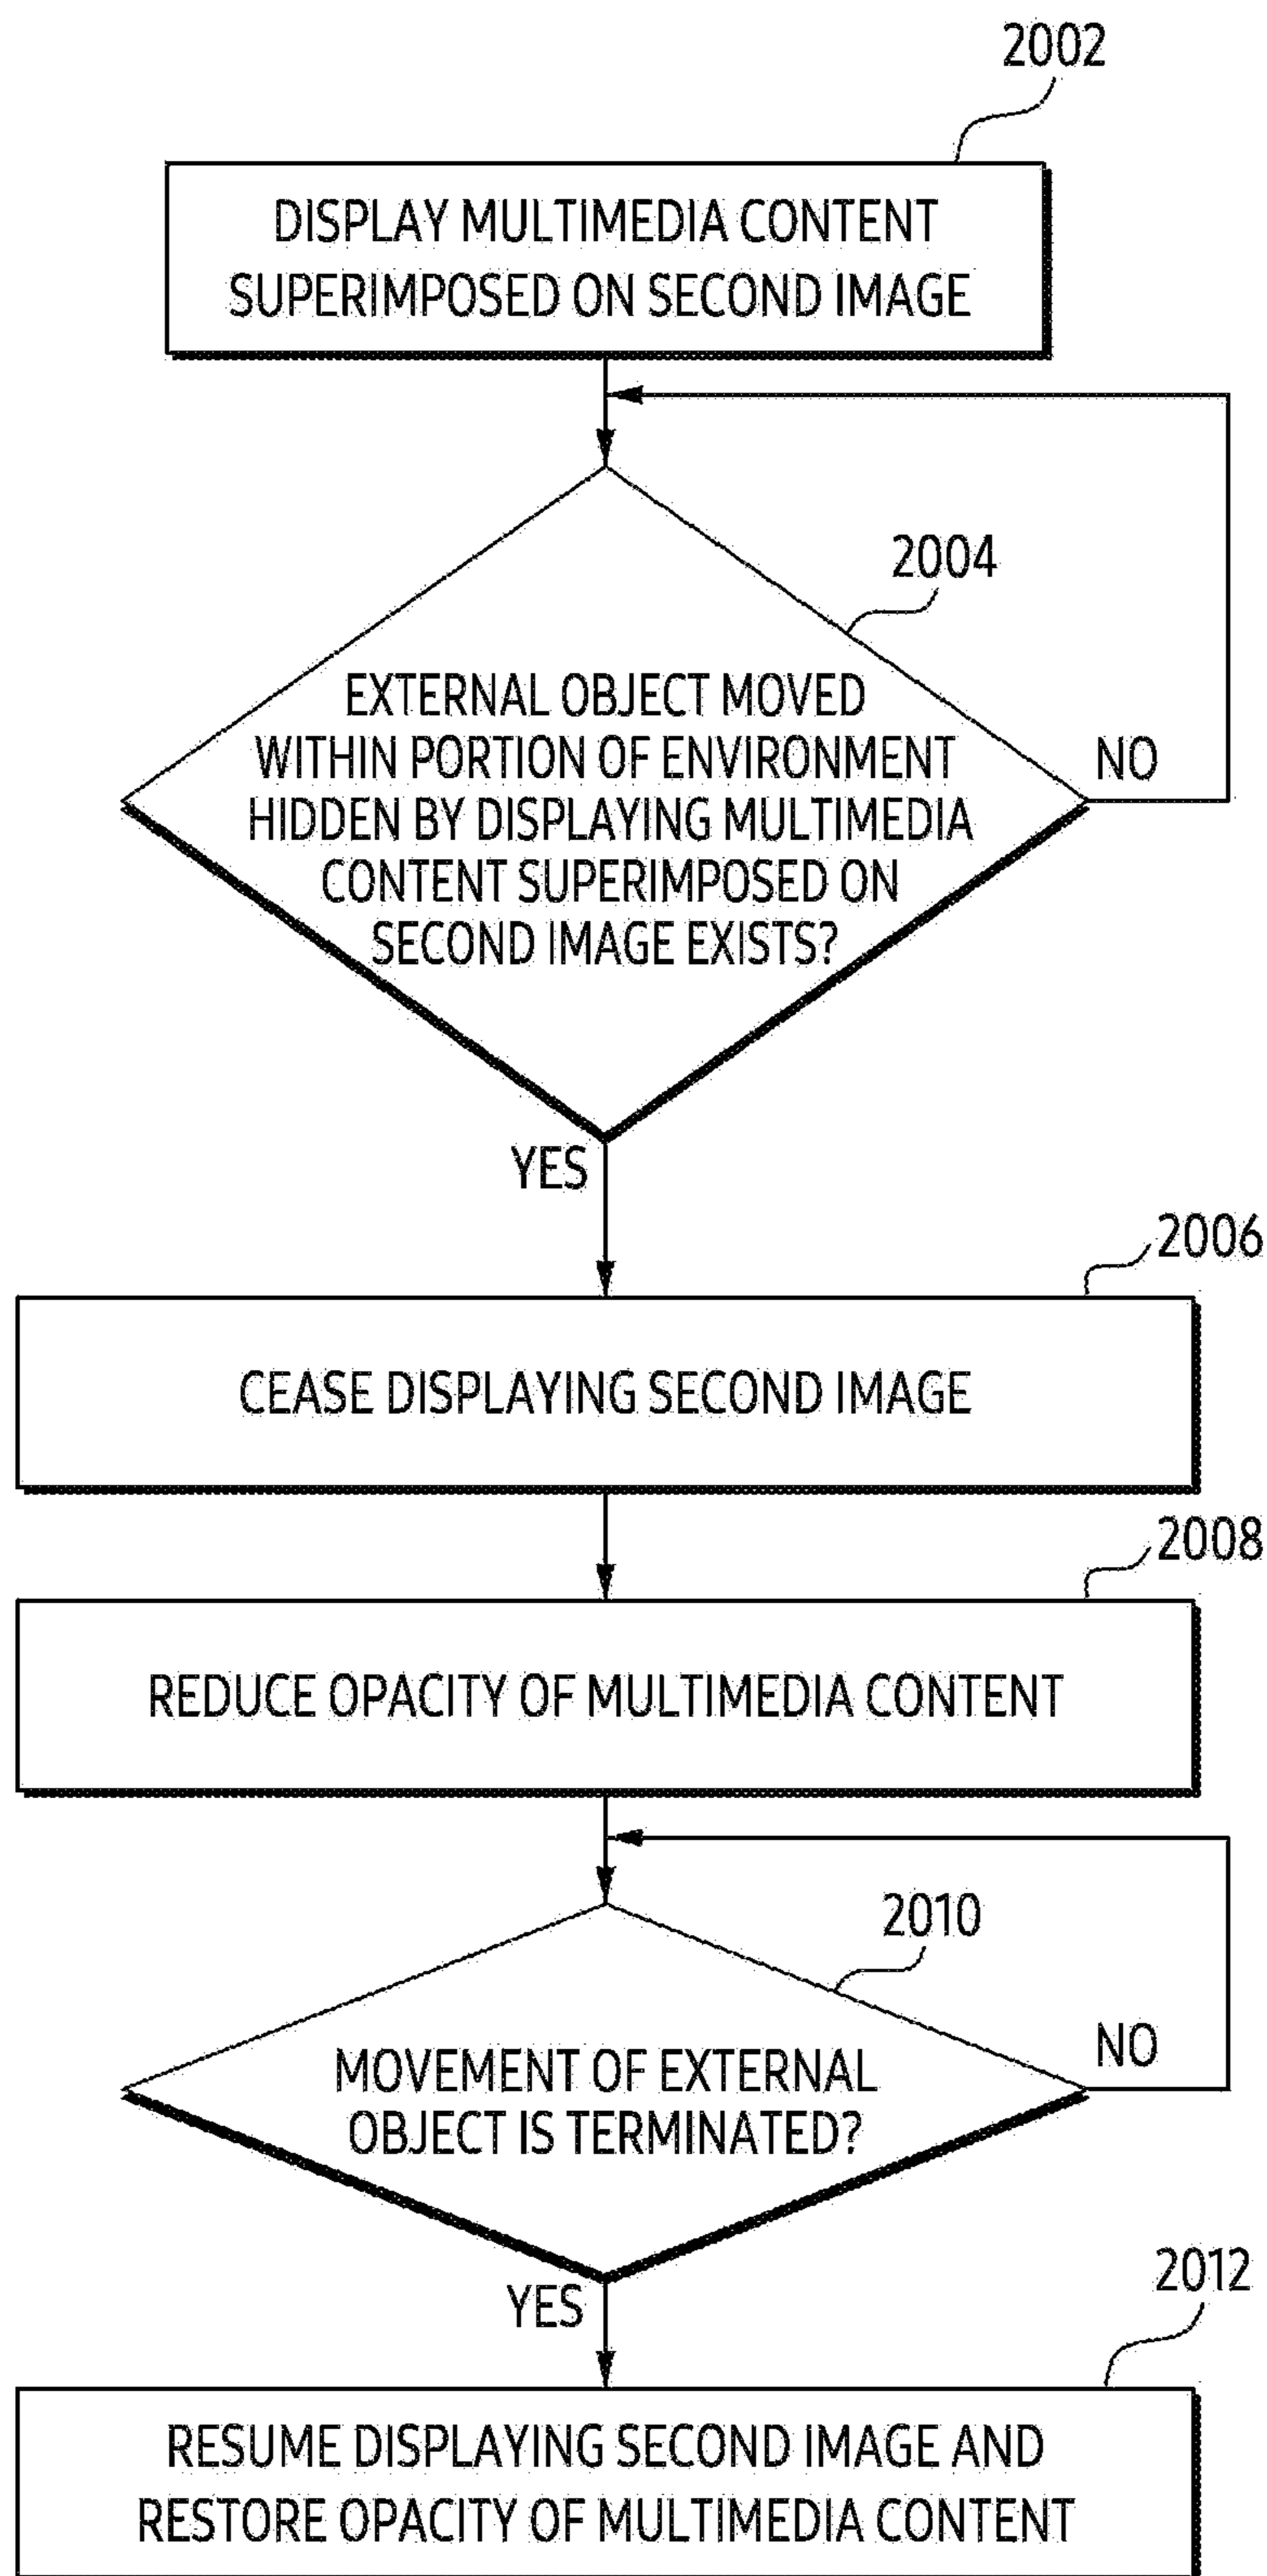 2002
DISPLAY MULTIMEDIA CONTENT
SUPERIMPOSED ON SECOND IMAGE
2004
EXTERNAL OBJECT MOVED
WITHIN PORTION OF ENVIRONMENT
HIDDEN BY DISPLAYING MULTIMEDIA
CONTENT SUPERIMPOSED ON
SECOND IMAGE EXISTS?
NO
YES
2006
CEASE DISPLAYING SECOND IMAGE
2008
REDUCE OPACITY OF MULTIMEDIA CONTENT
2010
MOVEMENT OF EXTERNAL
OBJECT IS TERMINATED?
NO
YES
2012
RESUME DISPLAYING SECOND IMAGE AND
RESTORE OPACITY OF MULTIMEDIA CONTENT